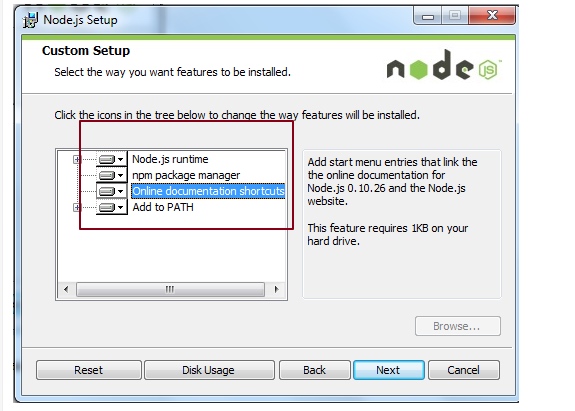 Node.js Setup
Custom Setup
Select the way you want features to be installed.
node
JS
Click the icons in the tree below to change the way features will be installed.
Node.js runtime
npm package manager
Online documentation shortcuts
Add to PATH
Add start menu entries that link the
the online documentation for
Node.js 0.10.26 and the Node.js
website.
This feature requires 1KB on your
hard drive.
Browse...
Reset
Disk Usage
Back
Next
Cancel